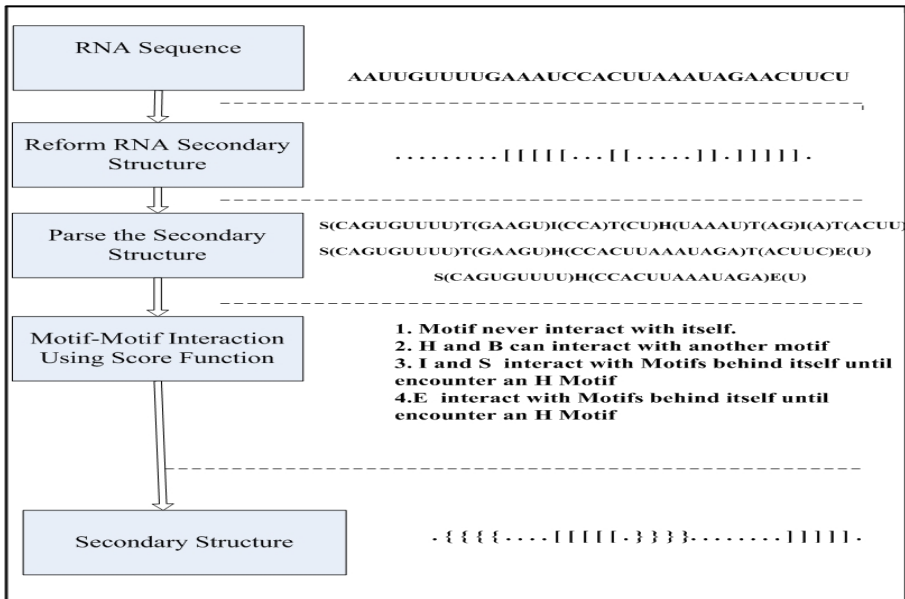 RNA Sequence
AAUUGUUUUGAAAUCCACUUAAAUAGAACUUCU
Reform RNA Secondary
Structure
. . . . . . . . . [ [ [ [ [ . . . [ [ . . . . . ] ] . ] ] ] ] ] .
Parse the Secondary
Structure
S(CAGUGUUUU)T(GAAGU)I(CCA)T(CU)H(UAAAU)T(AG)I(A)T(ACUU)
S(CAGUGUUUU)T(GAAGU)H(CCACUUAAAUAGA)T(ACUUC)E(U)
S(CAGUGUUUU)H(CCACUUAAAUAGA)E(U)
Motif-Motif Interaction
Using Score Function
1. Motif never interact with itself.
2. H and B can interact with another motif
3. I and S interact with Motifs behind itself until
encounter an H Motif
4.E interact with Motifs behind itself until
encounter an H Motif
Secondary Structure
. { { { { . . . . [ [ [ [ [ . } } } } . . . . . . . . ] ] ] ] ] .